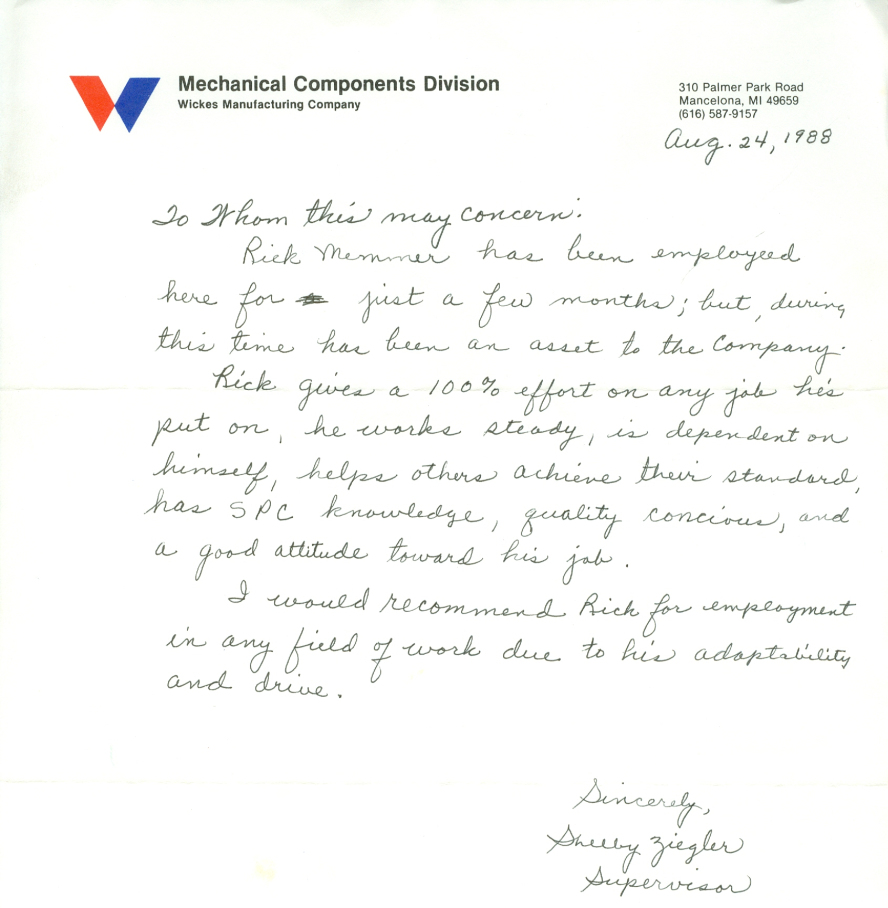 Mechanical Components Division
Wickes Manufacturing Company
310 Palmer Park Road
Mancelona, MI 49659
(616) 587-9157
Aug. 24, 1988
To Whom this may concern:
Rick Memmer has been employeed
here for just a few months; but, during
this time has been an asset to the Company.
Rick gives a 100% effort on any job he's
put on, he works steady, is dependent on
himself, helps others achieve their standard,
has SPC knowledge, quality concious, and
a good attitude toward his job.
I would recommend Rick for employment
in any field of work due to his adaptability
and drive.
Sincerely,
Shelby Ziegler
Supervisor